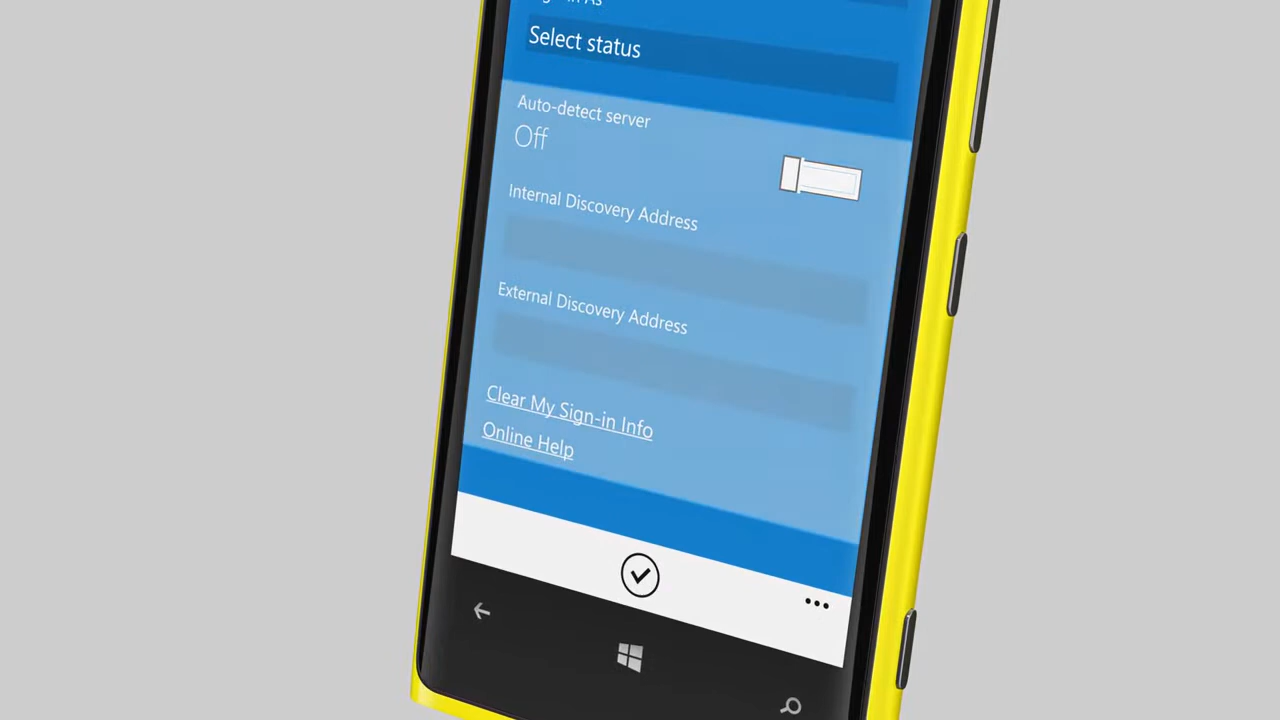 Select status
Auto-detect server
Off
Internal Discovery Address
External Discovery Address
Clear My Sign-in Info
Online Help